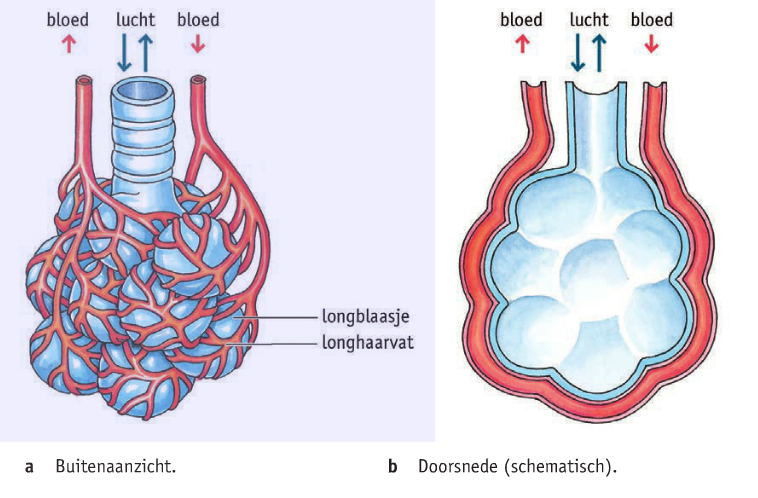 bloed lucht bloed
bloed lucht bloed
longblaasje
longhaarvat
a Buitenaanzicht.
b Doorsnede (schematisch).